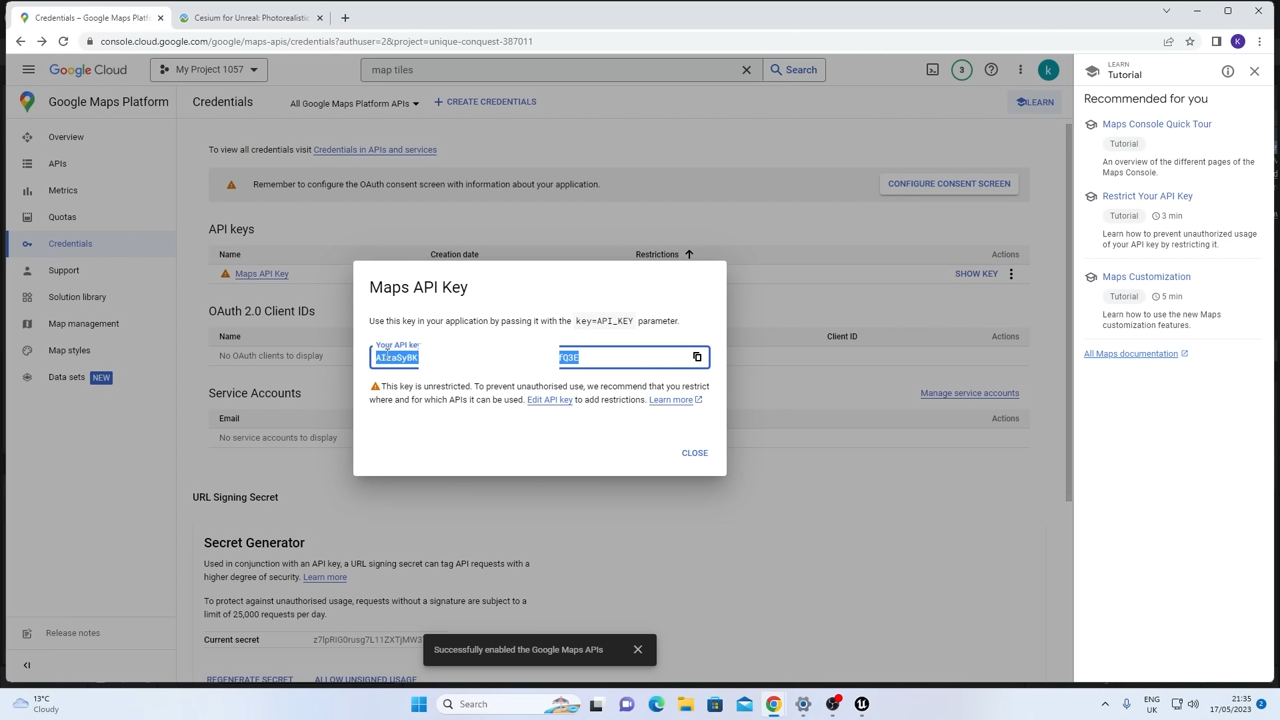 Credentials – Google Maps Platf
Cesium for Unreal: Photorealistic
console.cloud.google.com/google/maps-apis/credentials?authuser=2&project=unique-conquest-387011
K
Google Cloud
My Project 1057
map tiles
Search
3
k
LEARN
Tutorial
Google Maps Platform
Credentials
All Google Maps Platform APIs
CREATE CREDENTIALS
LEARN
Recommended for you
Overview
APIs
Metrics
Quotas
Credentials
Support
Solution library
Map management
Map styles
Data sets NEW
Release notes
To view all credentials visit Credentials in APIs and services
Remember to configure the OAuth consent screen with information about your application.
CONFIGURE CONSENT SCREEN
API keys
Name
Creation date
Restrictions
Actions
Maps API Key
SHOW KEY
OAuth 2.0 Client IDs
Name
Client ID
Actions
No OAuth clients to display
Service Accounts
Manage service accounts
Email
Actions
No service accounts to display
Maps API Key
Use this key in your application by passing it with the key=API_KEY parameter.
Your API key
AIzaSyBK
fQ3E
This key is unrestricted. To prevent unauthorised use, we recommend that you restrict
where and for which APIs it can be used. Edit API key to add restrictions. Learn more
CLOSE
URL Signing Secret
Secret Generator
Used in conjunction with an API key, a URL signing secret can tag API requests with a
higher degree of security. Learn more
To protect against unauthorised usage, requests without a signature are subject to a
limit of 25,000 requests per day.
Current secret
REGENERATE SECRET
ALLOW UNSIGNED USAGE
Successfully enabled the Google Maps APIs
Maps Console Quick Tour
Tutorial
An overview of the different pages of the
Maps Console.
Restrict Your API Key
Tutorial
3 min
Learn how to prevent unauthorized usage
of your API key by restricting it.
Maps Customization
Tutorial
5 min
Learn how to use the new Maps
customization features.
All Maps documentation
13°C
Cloudy
Search
ENG
UK
21:35
17/05/2023
2